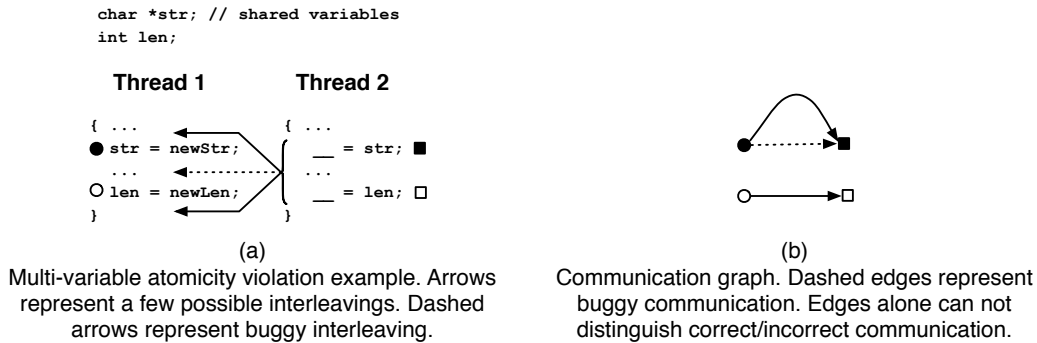 char *str; // shared variables
int len;
Thread 1 Thread 2
{ ... { ...
str = newStr; __ = str;
... ...
len = newLen; __ = len;
} }
(a)
Multi-variable atomicity violation example. Arrows
represent a few possible interleavings. Dashed
arrows represent buggy interleaving.
(b)
Communication graph. Dashed edges represent
buggy communication. Edges alone can not
distinguish correct/incorrect communication.